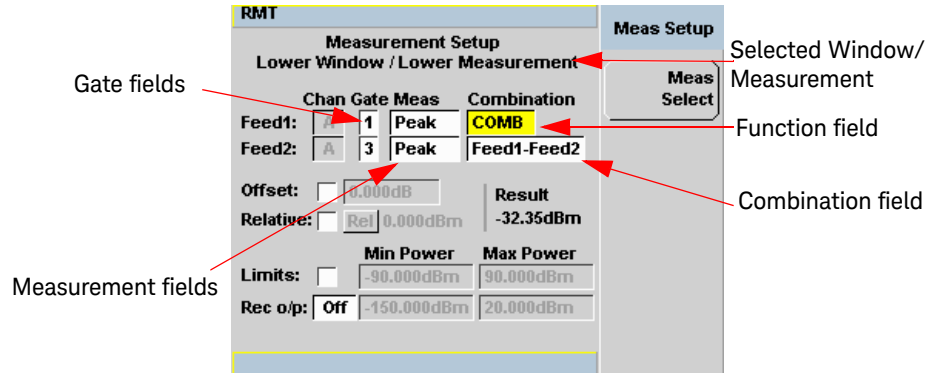 RMT
Measurement Setup
Lower Window / Lower Measurement
Meas Setup
Meas
Select
Selected Window/
Measurement
Gate fields
Chan Gate Meas Combination
Feed1: A 1 Peak COMB
Feed2: A 3 Peak Feed1-Feed2
Function field
Combination field
Offset: 0.000dB
Relative: Rel 0.000dBm
Result
-32.35dBm
Measurement fields
Min Power Max Power
Limits: -90.000dBm 90.000dBm
Rec o/p: Off -150.000dBm 20.000dBm